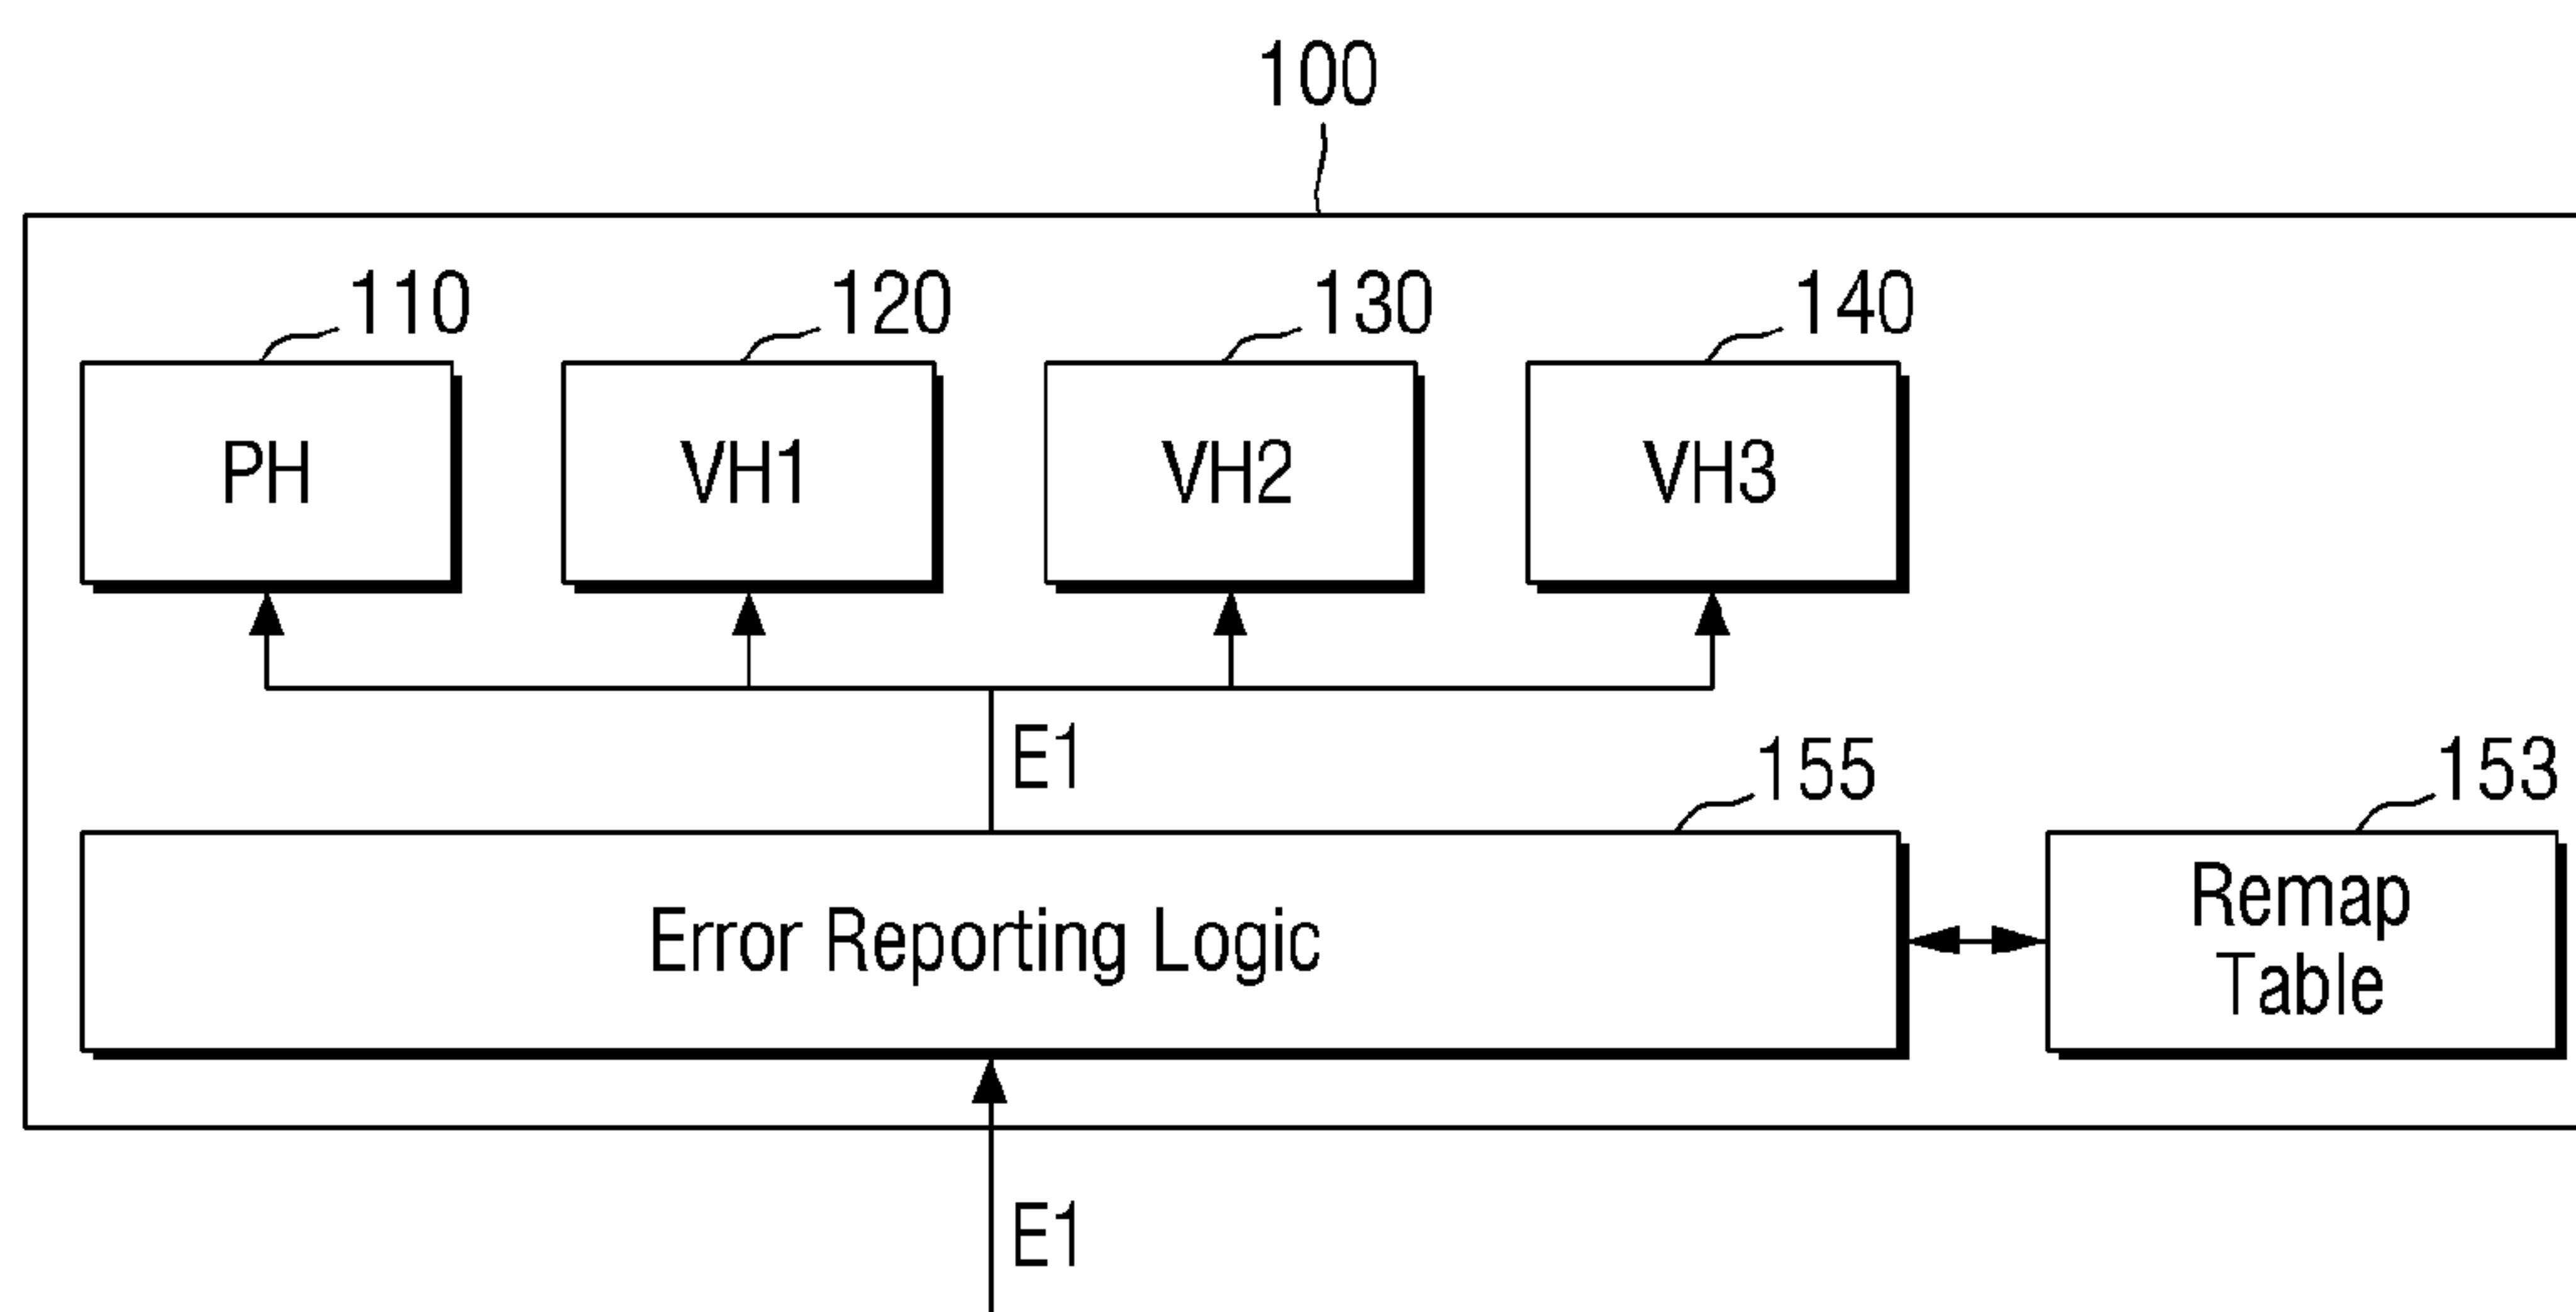 100
110
120
130
140
PH
VH1
VH2
VH3
E1
155
153
Error Reporting Logic
Remap
Table
E1